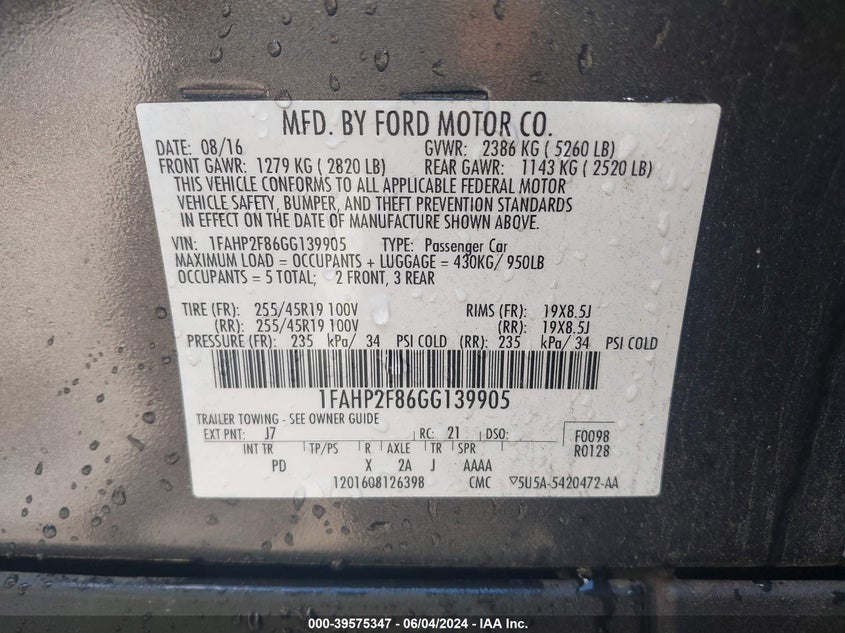 MFD. BY FORD MOTOR CO.
DATE: 08/16 GVWR: 2386 KG ( 5260 LB)
FRONT GAWR: 1279 KG ( 2820 LB) REAR GAWR: 1143 KG ( 2520 LB)
THIS VEHICLE CONFORMS TO ALL APPLICABLE FEDERAL MOTOR
VEHICLE SAFETY, BUMPER, AND THEFT PREVENTION STANDARDS
IN EFFECT ON THE DATE OF MANUFACTURE SHOWN ABOVE.
VIN: 1FAHP2F86GG139905 TYPE: Passenger Car
MAXIMUM LOAD = OCCUPANTS + LUGGAGE = 430KG/ 950LB
OCCUPANTS = 5 TOTAL; 2 FRONT, 3 REAR
TIRE (FR): 255/45R19 100V RIMS (FR): 19X8.5J
(RR): 255/45R19 100V (RR): 19X8.5J
PRESSURE (FR): 235 kPa/ 34 PSI COLD (RR): 235 kPa/ 34 PSI COLD
1FAHP2F86GG139905
TRAILER TOWING - SEE OWNER GUIDE
EXT PNT: J7 RC: 21 DSO: F0098
INT TR TP/PS R AXLE TR SPR R0128
PD X 2A J AAAA
1201608126398 CMC 5U5A-5420472-AA
000-39575347 - 06/04/2024 - IAA Inc.